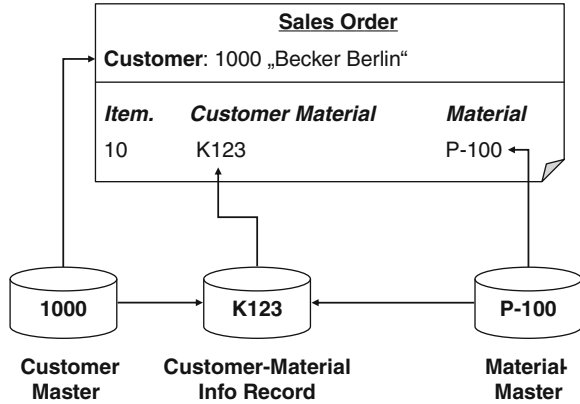 Sales Order
Customer: 1000 „Becker Berlin“
Item. Customer Material Material
10 K123 P-100
1000 K123 P-100
Customer Master
Customer-Material Info Record
Material-Master